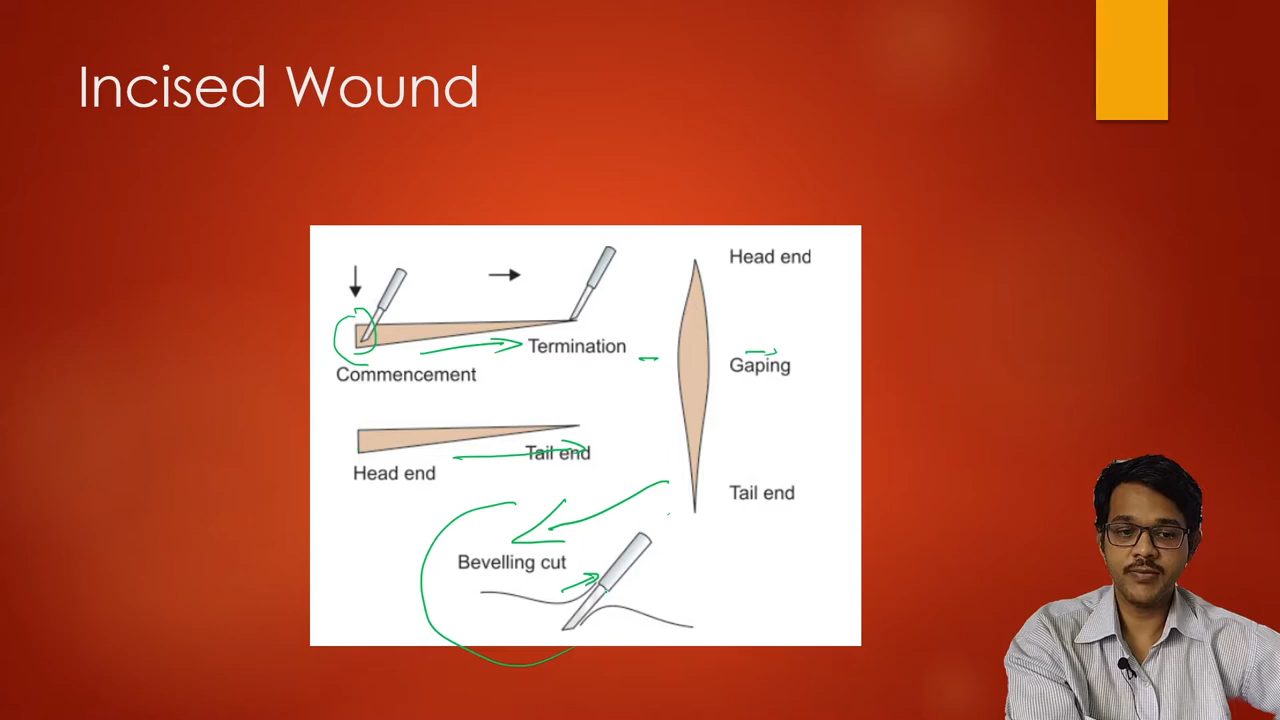 Incised Wound
Head end
Termination
Gaping
Commencement
Tail end
Head end
Tail end
Bevelling cut